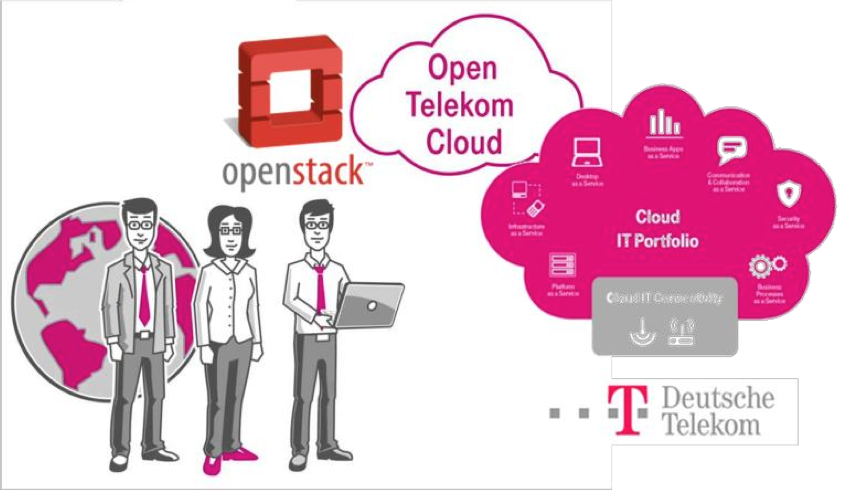 openstack™
Open
Telekom
Cloud
Business Apps
as a Service
Desktop
as a Service
Communication
& Collaboration
as a Service
Infrastructure
as a Service
Security
as a Service
Cloud
IT Portfolio
Platform
as a Service
Business
Processes
as a Service
Cloud IT Connectivity
T
Deutsche
Telekom